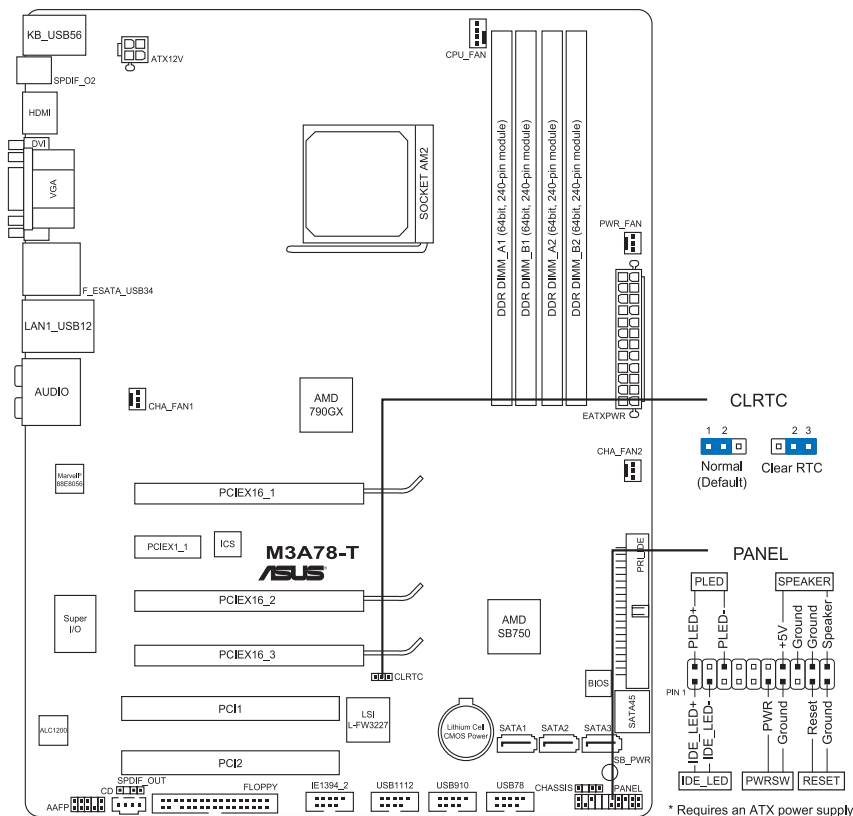 KB_USB56
ATX12V
CPU_FAN
SPDIF_O2
HDMI
DVI
VGA
SOCKET AM2
DDR DIMM_A1 (64bit, 240-pin module)
DDR DIMM_B1 (64bit, 240-pin module)
DDR DIMM_A2 (64bit, 240-pin module)
DDR DIMM_B2 (64bit, 240-pin module)
PWR_FAN
F_ESATA_USB34
LAN1_USB12
AUDIO
CHA_FAN1
AMD
790GX
EATXPWR
CLRTC
1 2
2 3
Normal
(Default)
Clear RTC
CHA_FAN2
Marvell®
88E8056
PCIEX16_1
PCIEX1_1
ICS
M3A78-T
ASUS
PRI_IDE
PANEL
PLED
SPEAKER
PLED+
PLED-
+5V
Ground
Ground
Speaker
PIN 1
IDE_LED+
IDE_LED-
PWR
Ground
Reset
Ground
IDE_LED
PWRSW
RESET
* Requires an ATX power supply
Super
I/O
PCIEX16_2
AMD
SB750
PCIEX16_3
CLRTC
BIOS
PCI1
LSI
L-FW3227
Lithium Cell
CMOS Power
SATA45
SATA1
SATA2
SATA3
ALC1200
PCI2
SB_PWR
SPDIF_OUT
CD
AAFP
FLOPPY
IE1394_2
USB1112
USB910
USB78
CHASSIS
PANEL